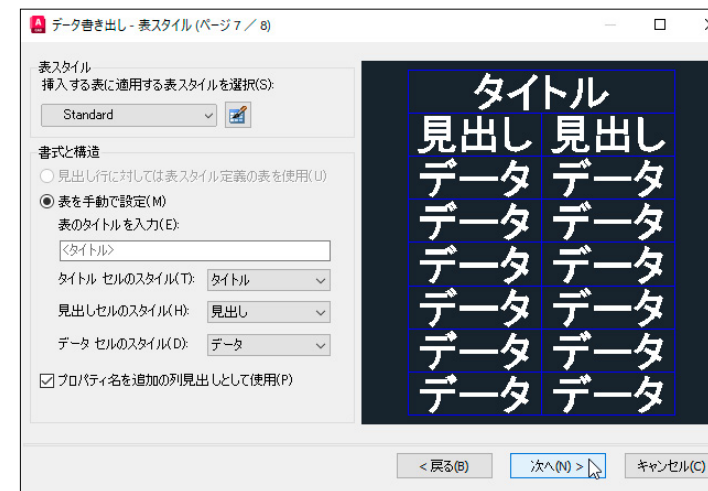 データ書き出し - 表スタイル (ページ 7 / 8)
表スタイル
挿入する表に適用する表スタイルを選択(S):
Standard
書式と構造
見出し行に対しては表スタイル定義の表を使用(U)
表を手動で設定(M)
表のタイトルを入力(E):
<タイトル>
タイトル セルのスタイル(T): タイトル
見出しセルのスタイル(H): 見出し
データ セルのスタイル(D): データ
プロパティ名を追加の列見出しとして使用(P)
タイトル
見出し 見出し
データ データ
データ データ
データ データ
データ データ
データ データ
データ データ
< 戻る(B) 次へ(N) > キャンセル(C)